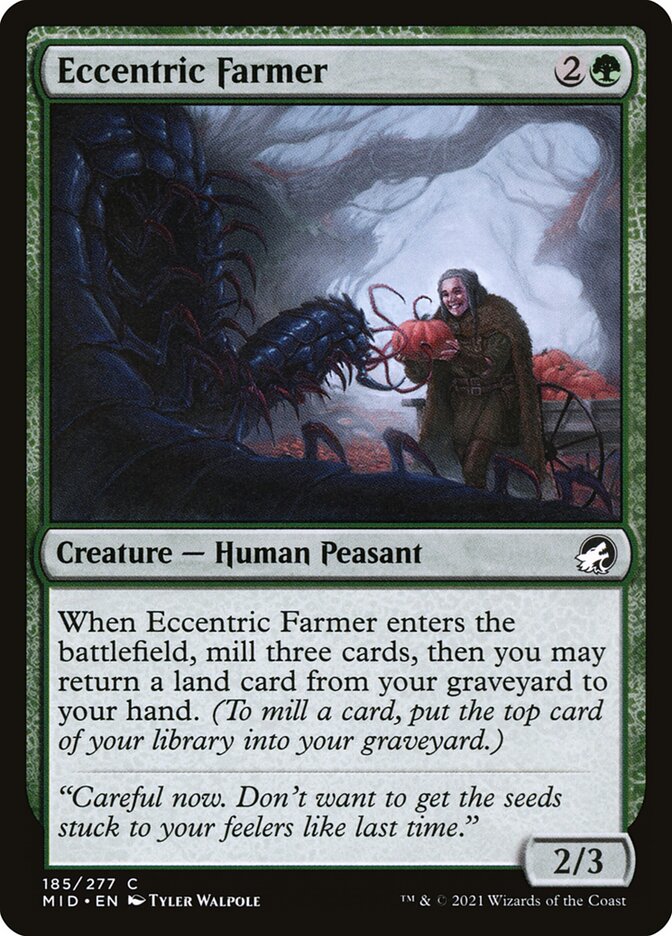 Eccentric Farmer 2
Creature — Human Peasant
When Eccentric Farmer enters the
battlefield, mill three cards, then you may
return a land card from your graveyard to
your hand. (To mill a card, put the top card
of your library into your graveyard.)
“Careful now. Don’t want to get the seeds
stuck to your feelers like last time.”
2/3
185/277 C
MID • EN Tyler Walpole
™ & © 2021 Wizards of the Coast